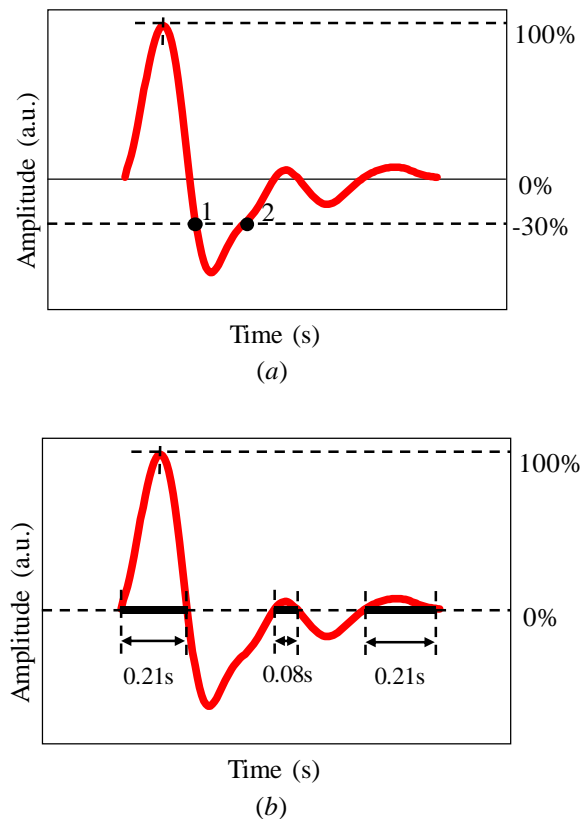 100%
Amplitude (a.u.)
0%
1
2
-30%
Time (s)
(a)
100%
Amplitude (a.u.)
0%
0.21s
0.08s
0.21s
Time (s)
(b)